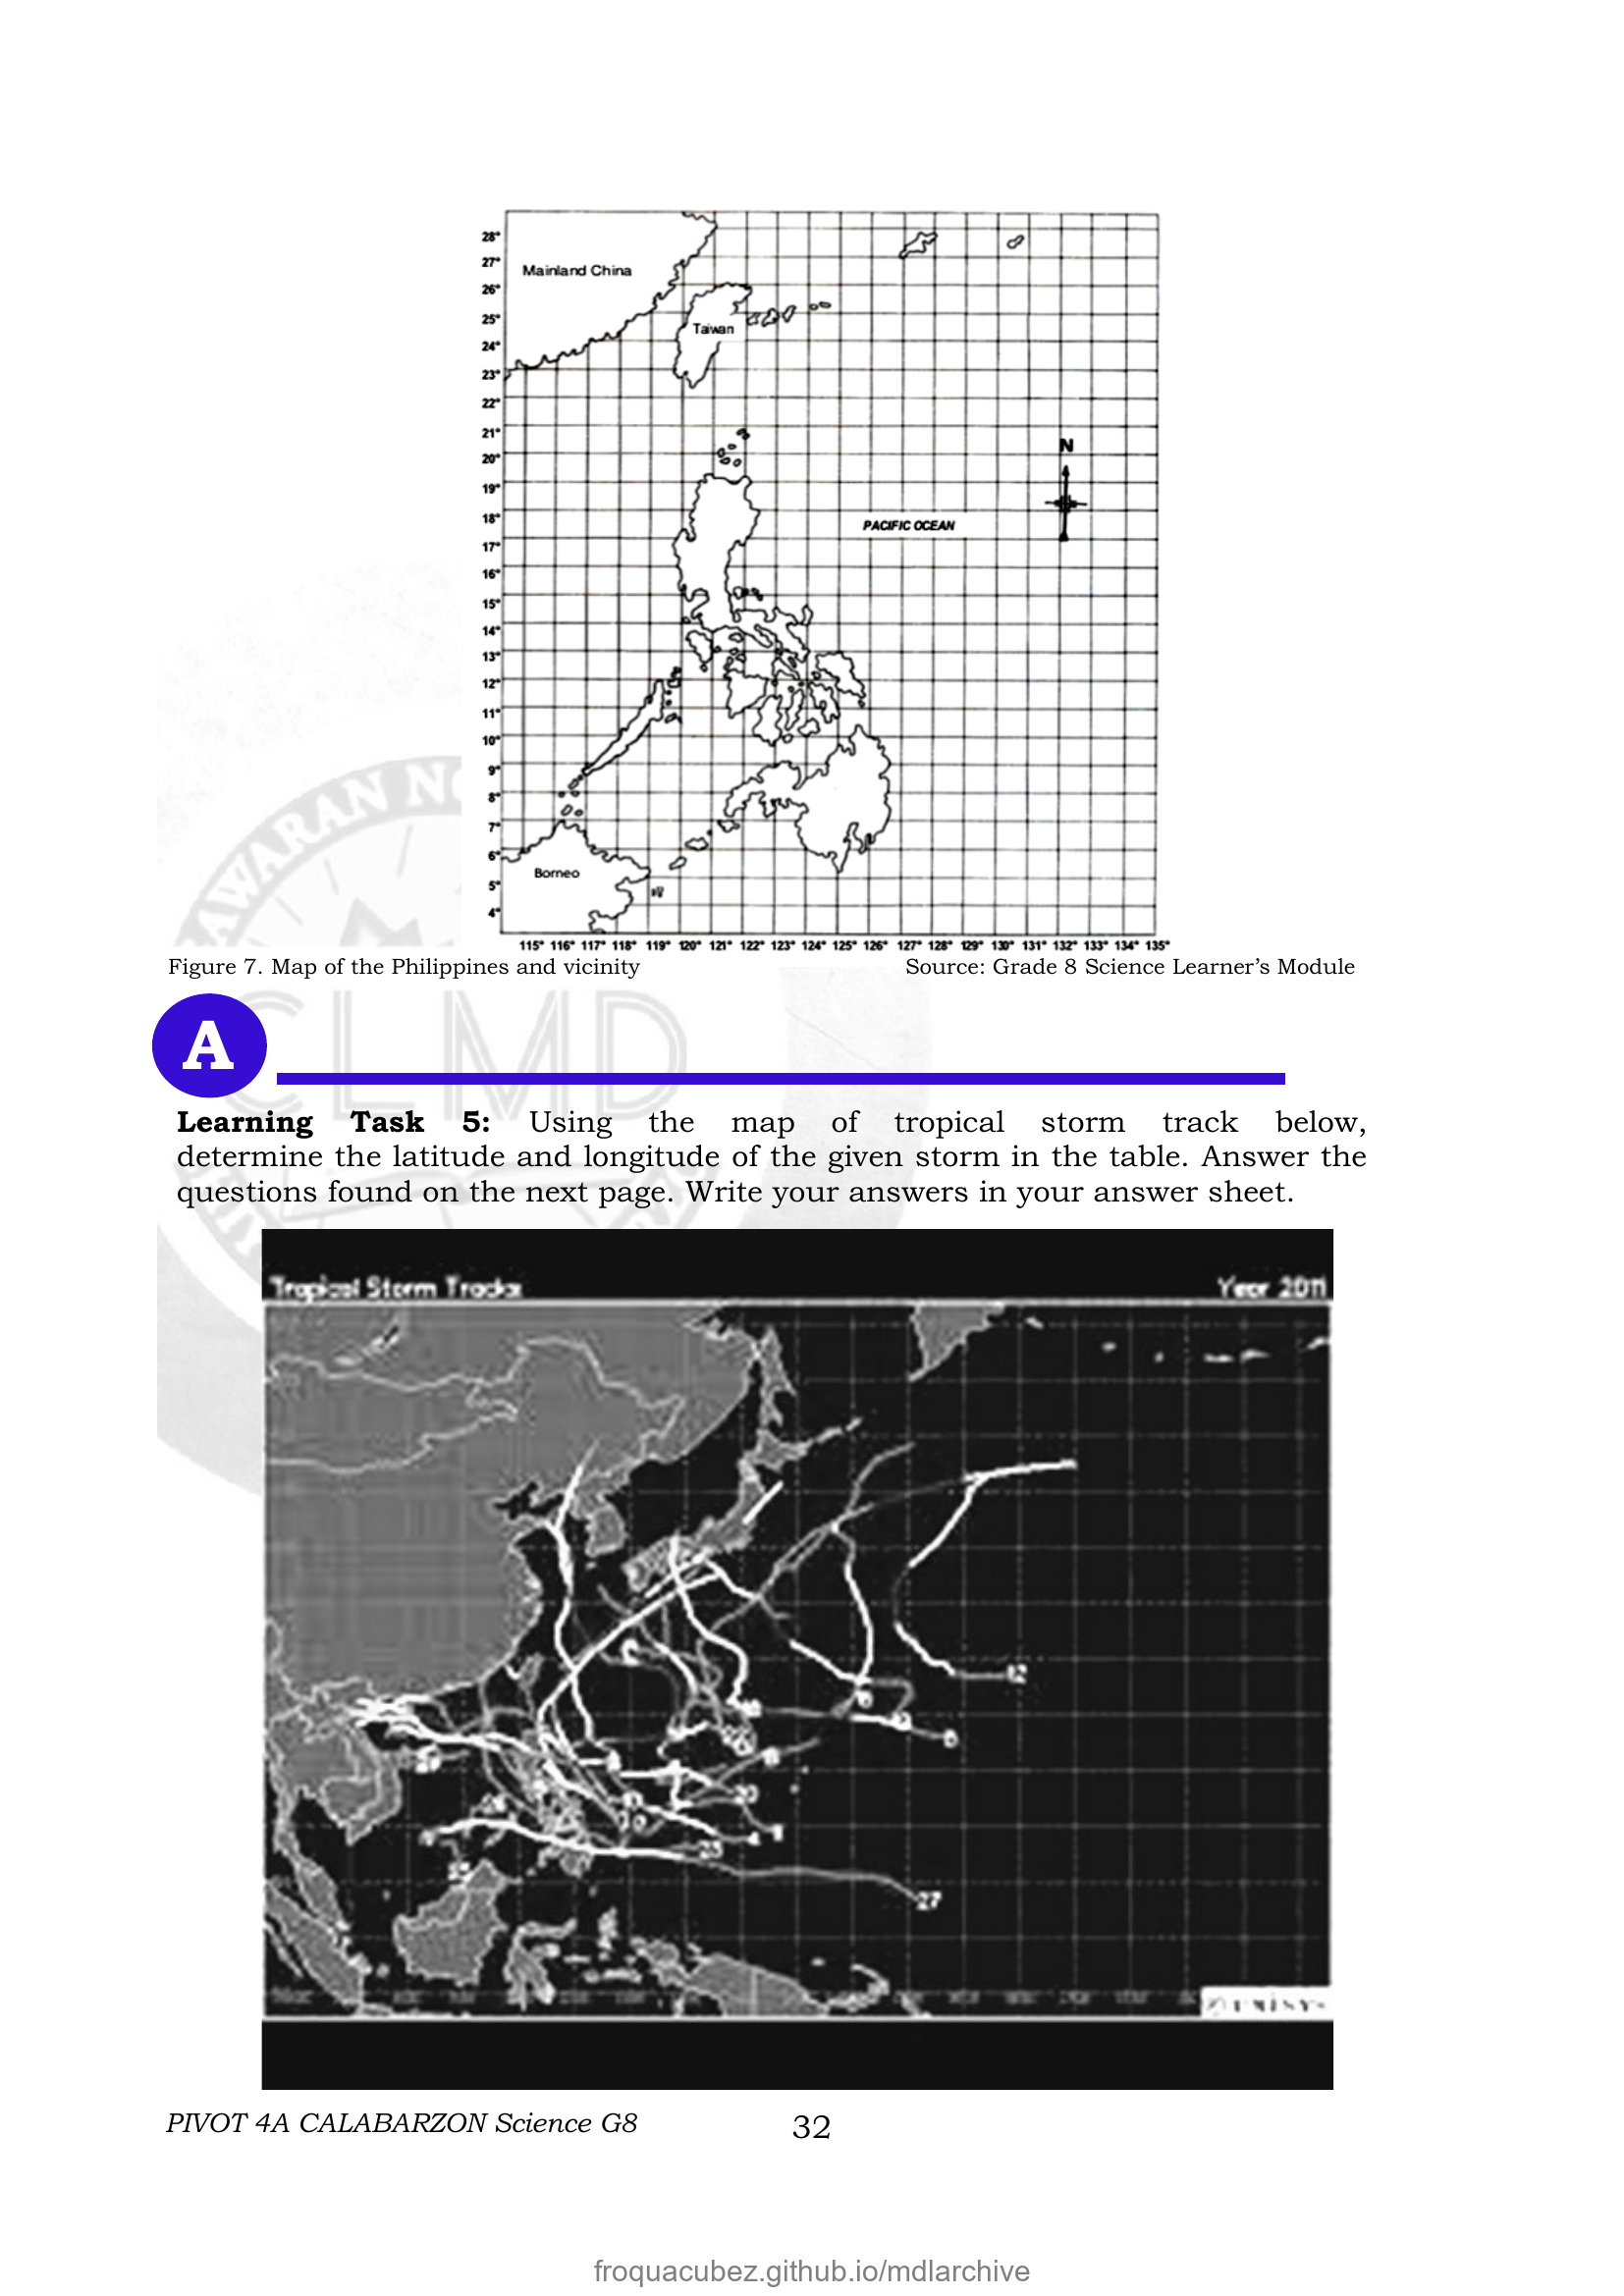 28°
27°
Mainland China
26°
25°
Taiwan
24°
23°
22°
21°
N
20°
19°
18°
PACIFIC OCEAN
17°
16°
15°
14°
13°
12°
11°
10°
9°
8°
7°
6°
Borneo
5°
4°
115° 116° 117° 118° 119° 120° 121° 122° 123° 124° 125° 126° 127° 128° 129° 130° 131° 132° 133° 134° 135°
Figure 7. Map of the Philippines and vicinity Source: Grade 8 Science Learner’s Module
CLMD
A
Learning Task 5: Using the map of tropical storm track below,
determine the latitude and longitude of the given storm in the table. Answer the
questions found on the next page. Write your answers in your answer sheet.
Tropical Storm Tracks Year 2011
12
6
20
25
27
PIVOT 4A CALABARZON Science G8 32
froquacubez.github.io/mdlarchive